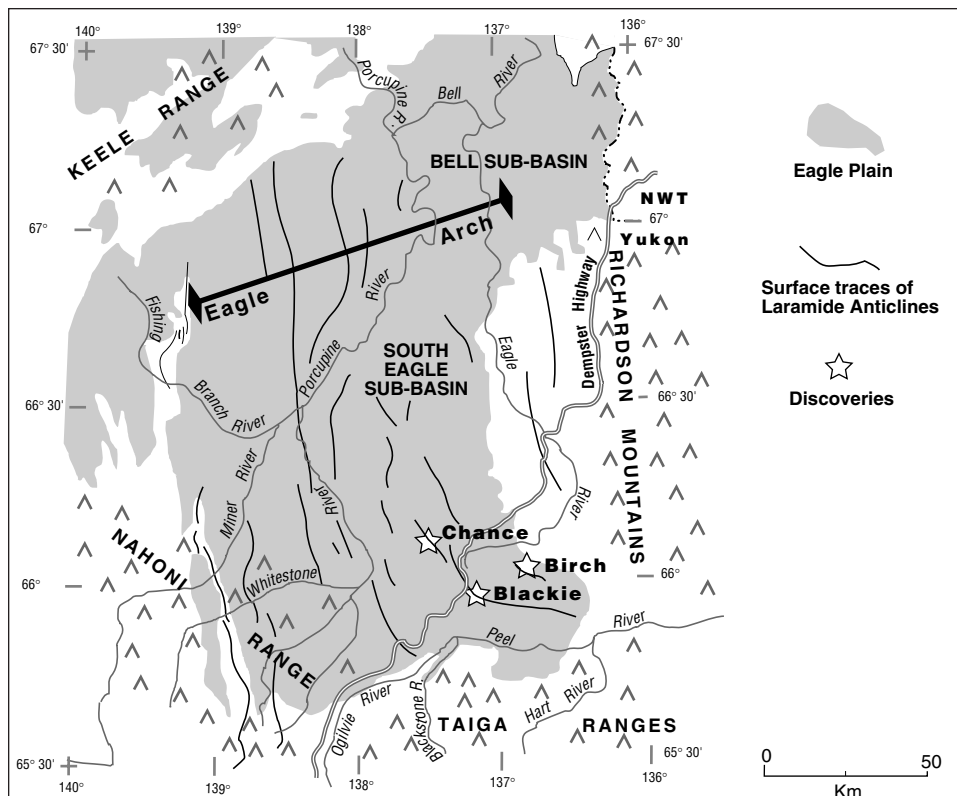 140°
139°
138°
137°
136°
67° 30'
67° 30'
KEELE RANGE
Porcupine R.
Bell
River
BELL SUB-BASIN
Eagle Plain
NWT
67°
67°
Yukon
Eagle Arch
River
Fishing
Branch
River
Porcupine
SOUTH
EAGLE
SUB-BASIN
Eagle
Dempster Highway
RICHARDSON
MOUNTAINS
Surface traces of
Laramide Anticlines
66° 30'
66° 30'
Discoveries
Miner
River
River
River
Chance
Birch
Blackie
NAHONI
RANGE
66°
66°
Whitestone
Peel
River
Ogilvie
River
Blackstone R.
TAIGA
RANGES
Hart
River
65° 30'
65° 30'
140°
139°
138°
137°
136°
0
50
Km